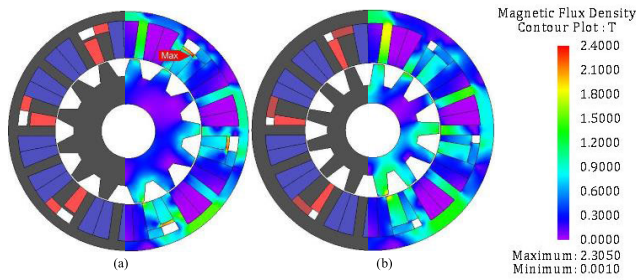 Magnetic Flux Density
Contour Plot : T
Max
2.4000
2.1000
1.8000
1.5000
1.2000
0.9000
0.6000
0.3000
0.0000
Maximum: 2.3050
Minimum: 0.0010
(a)
(b)